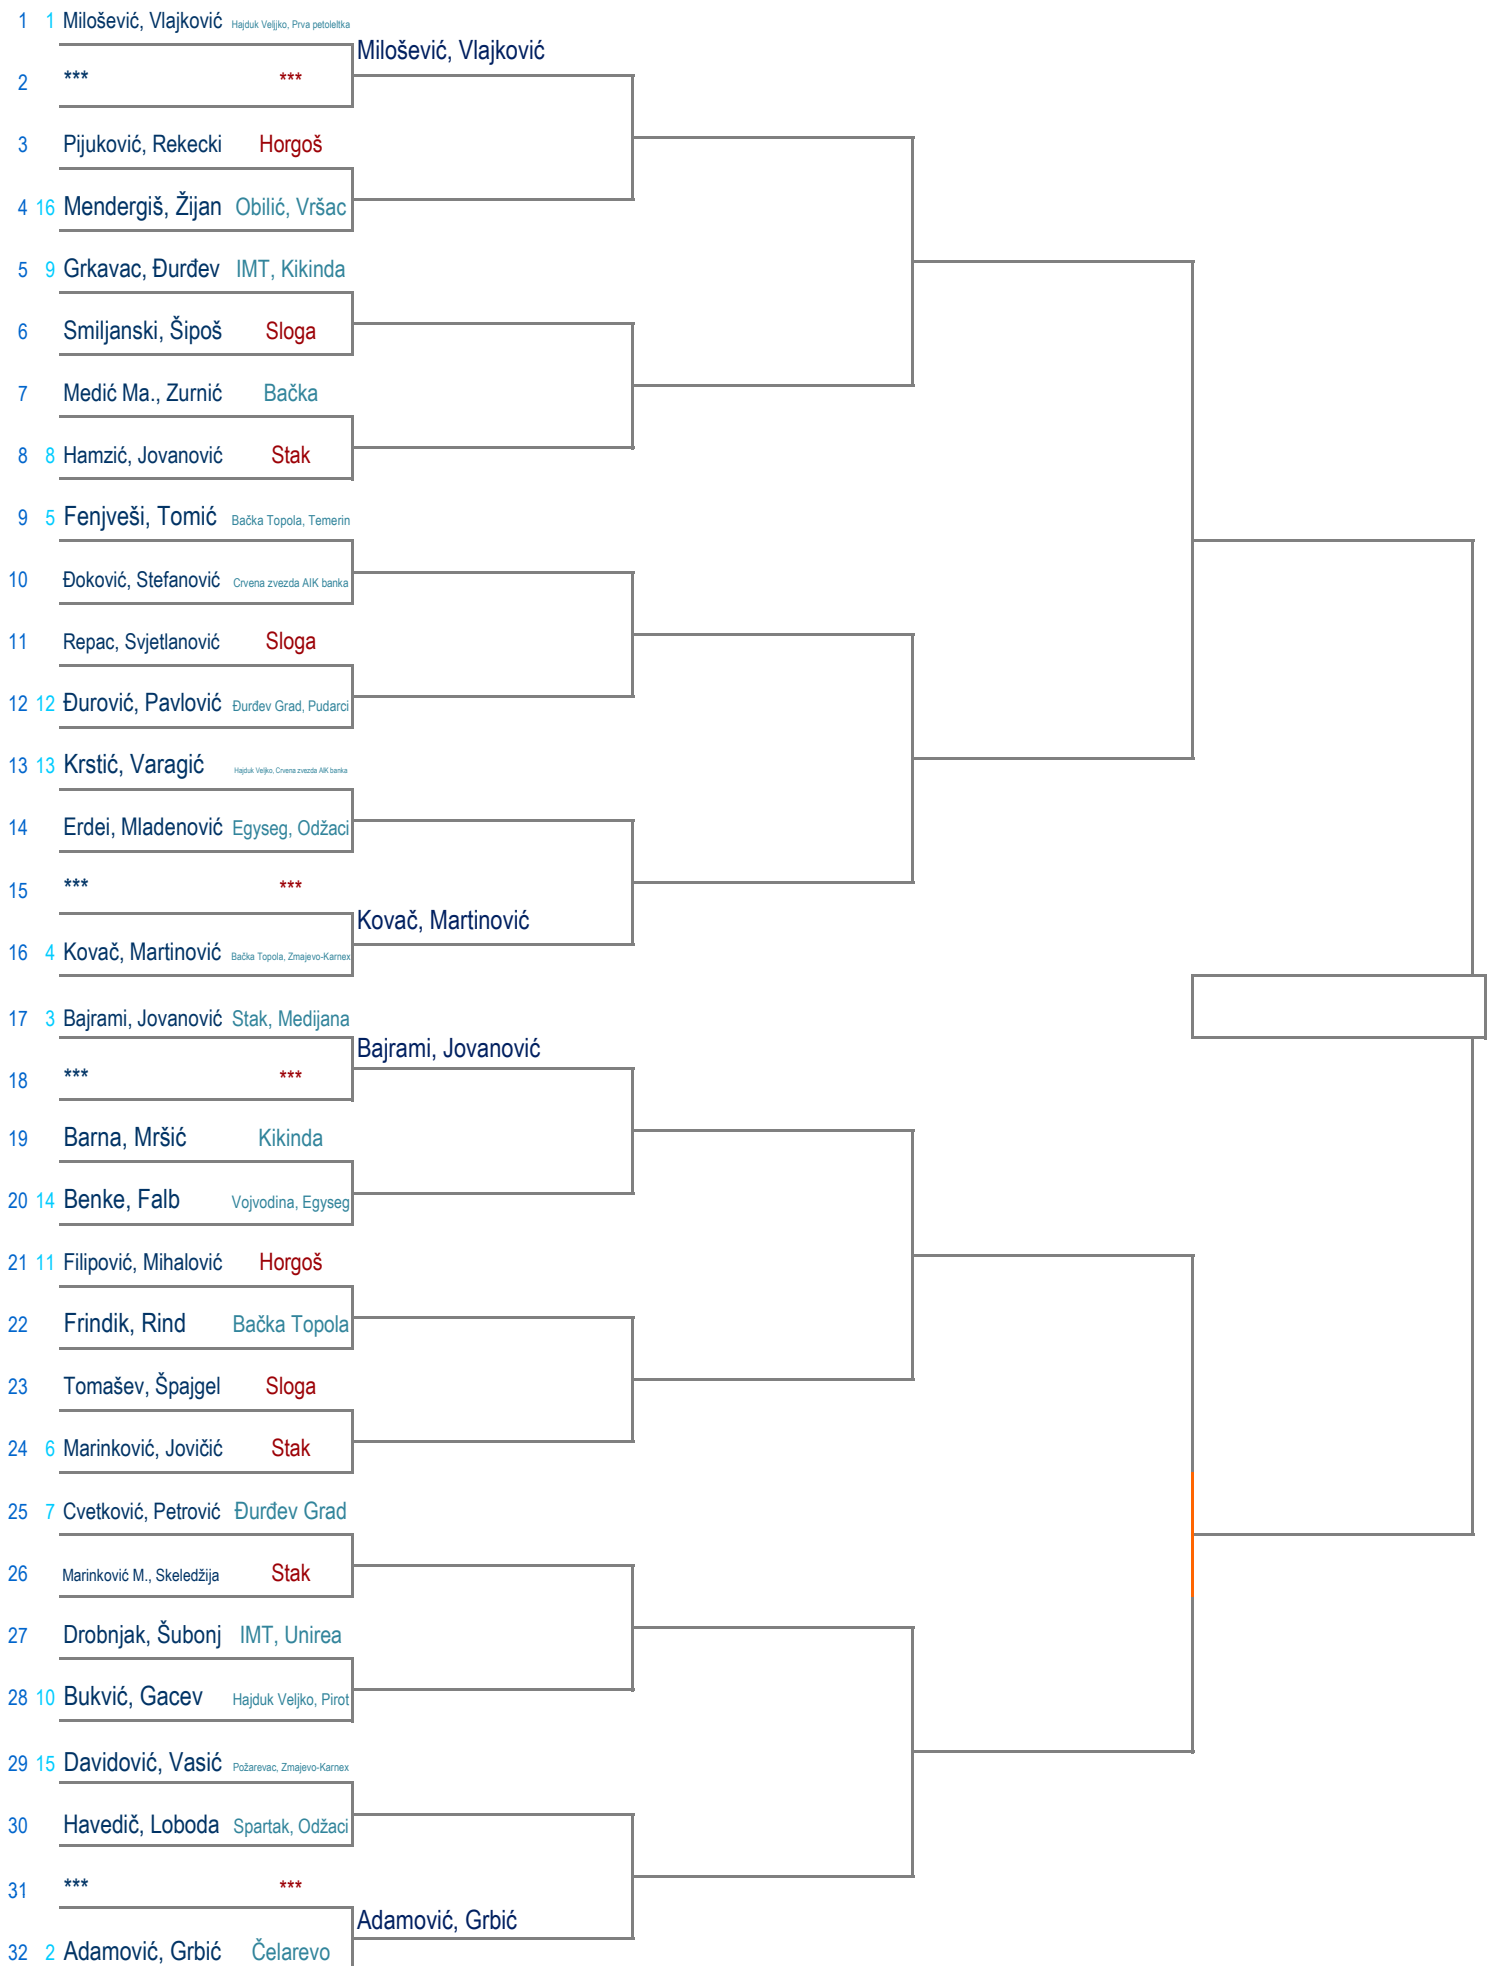 1 1 Milošević, Vlajković Hajduk Veljko, Prva petoletka
Milošević, Vlajković
2 *** ***
3 Pijuković, Rekecki Horgoš
4 16 Mendergiš, Žijan Obilić, Vršac
5 9 Grkavac, Đurđev IMT, Kikinda
6 Smiljanski, Šipoš Sloga
7 Medić Ma., Zurnić Bačka
8 8 Hamzić, Jovanović Stak
9 5 Fenjveši, Tomić Bačka Topola, Temerin
10 Đoković, Stefanović Crvena zvezda AIK banka
11 Repac, Svjetlanović Sloga
12 12 Đurović, Pavlović Đurđev Grad, Pudarci
13 13 Krstić, Varagić Hajduk Veljko, Crvena zvezda AIK banka
14 Erdei, Mladenović Egyseg, Odžaci
15 *** ***
Kovač, Martinović
16 4 Kovač, Martinović Bačka Topola, Zmajevo-Karnex
17 3 Bajrami, Jovanović Stak, Medijana
Bajrami, Jovanović
18 *** ***
19 Barna, Mršić Kikinda
20 14 Benke, Falb Vojvodina, Egyseg
21 11 Filipović, Mihalović Horgoš
22 Frindik, Rind Bačka Topola
23 Tomašev, Špajgel Sloga
24 6 Marinković, Jovičić Stak
25 7 Cvetković, Petrović Đurđev Grad
26 Marinković M., Skeledžija Stak
27 Drobnjak, Šubonj IMT, Unirea
28 10 Bukvić, Gacev Hajduk Veljko, Pirot
29 15 Davidović, Vasić Požarevac, Zmajevo-Karnex
30 Havedič, Loboda Spartak, Odžaci
31 *** ***
Adamović, Grbić
32 2 Adamović, Grbić Čelarevo